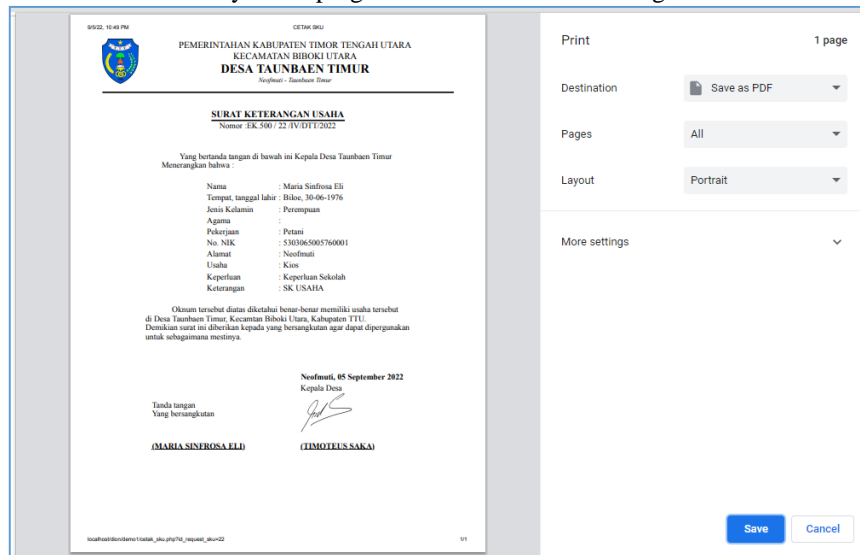 9/5/22, 10:43 PM CETAK SKU
PEMERINTAHAN KABUPATEN TIMOR TENGAH UTARA
KECAMATAN BIBOKI UTARA
DESA TAUNBAEN TIMUR
Neofmuti - Taunbaen Timur
SURAT KETERANGAN USAHA
Nomor :EK.500 / 22 /IV/DTT/2022
Yang bertanda tangan di bawah ini Kepala Desa Taunbaen Timur
Menerangkan bahwa :
Nama : Maria Sinfrosa Eli
Tempat, tanggal lahir : Biloe, 30-06-1976
Jenis Kelamin : Perempuan
Agama :
Pekerjaan : Petani
No. NIK : 5303065005760001
Alamat : Neofmuti
Usaha : Kios
Keperluan : Keperluan Sekolah
Keterangan : SK USAHA
Oknum tersebut diatas diketahui benar-benar memiliki usaha tersebut
di Desa Taunbaen Timur, Kecamtan Biboki Utara, Kabupaten TTU.
Demikian surat ini diberikan kepada yang bersangkutan agar dapat dipergunakan
untuk sebagaimana mestinya.
Neofmuti, 05 September 2022
Kepala Desa
Tanda tangan
Yang bersangkutan
(MARIA SINFROSA ELI) (TIMOTEUS SAKA)
localhost/dion/demo1/cetak_sku.php?id_request_sku=22 1/1
Print 1 page
Destination Save as PDF
Pages All
Layout Portrait
More settings
Save Cancel